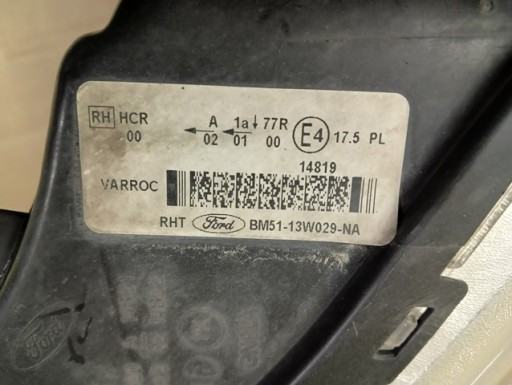 RH HCR A 1a 77R E4 17.5 PL
00 02 01 00
14819
VARROC
RHT Ford BM51-13W029-NA
Ford